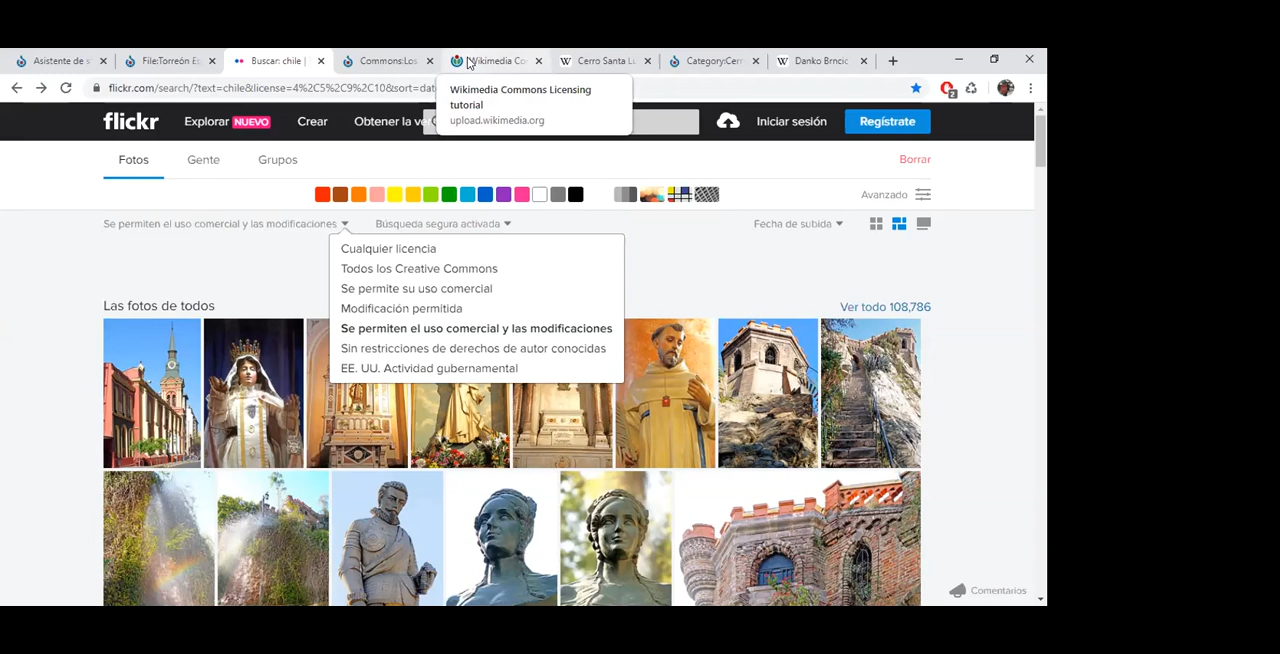 Asistente de s
File:Torreón Es
Buscar: chile |
Commons:Los
Wikimedia Co
Cerro Santa Lu
Category:Cerr
Danko Brncic
flickr.com/search/?text=chile&license=4%2C5%2C9%2C10&sort=dat
2
Wikimedia Commons Licensing
tutorial
upload.wikimedia.org
flickr
Explorar NUEVO
Crear
Obtener la ver
Iniciar sesión
Regístrate
Fotos
Gente
Grupos
Borrar
Avanzado
Se permiten el uso comercial y las modificaciones
Búsqueda segura activada
Fecha de subida
Cualquier licencia
Todos los Creative Commons
Se permite su uso comercial
Modificación permitida
Se permiten el uso comercial y las modificaciones
Sin restricciones de derechos de autor conocidas
EE. UU. Actividad gubernamental
Las fotos de todos
Ver todo 108,786
Comentarios